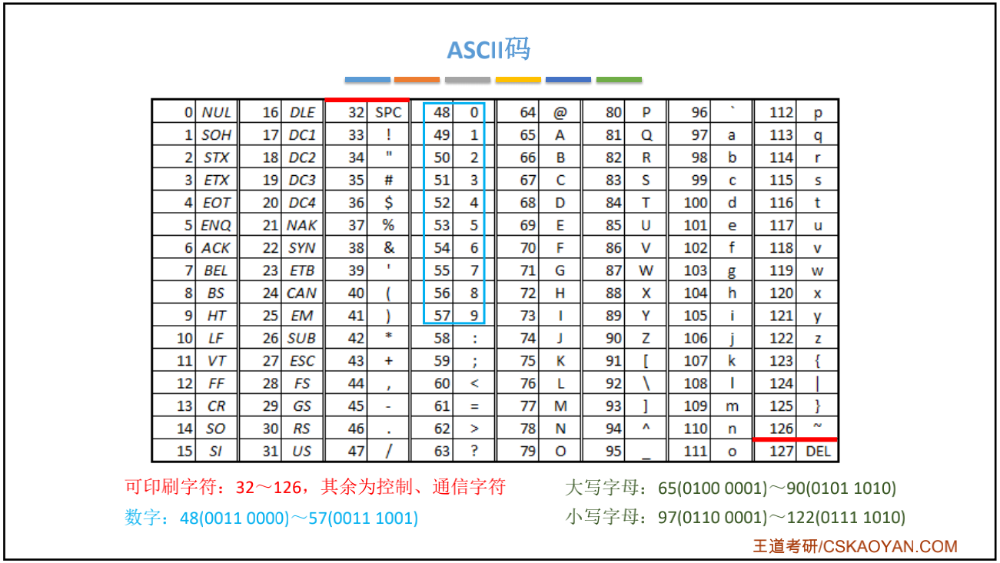 ASCII码
0 NUL 16 DLE 32 SPC 48 0 64 @ 80 P 96 ` 112 p
1 SOH 17 DC1 33 ! 49 1 65 A 81 Q 97 a 113 q
2 STX 18 DC2 34 " 50 2 66 B 82 R 98 b 114 r
3 ETX 19 DC3 35 # 51 3 67 C 83 S 99 c 115 s
4 EOT 20 DC4 36 $ 52 4 68 D 84 T 100 d 116 t
5 ENQ 21 NAK 37 % 53 5 69 E 85 U 101 e 117 u
6 ACK 22 SYN 38 & 54 6 70 F 86 V 102 f 118 v
7 BEL 23 ETB 39 ' 55 7 71 G 87 W 103 g 119 w
8 BS 24 CAN 40 ( 56 8 72 H 88 X 104 h 120 x
9 HT 25 EM 41 ) 57 9 73 I 89 Y 105 i 121 y
10 LF 26 SUB 42 * 58 : 74 J 90 Z 106 j 122 z
11 VT 27 ESC 43 + 59 ; 75 K 91 [ 107 k 123 {
12 FF 28 FS 44 , 60 < 76 L 92 \ 108 l 124 |
13 CR 29 GS 45 - 61 = 77 M 93 ] 109 m 125 }
14 SO 30 RS 46 . 62 > 78 N 94 ^ 110 n 126 ~
15 SI 31 US 47 / 63 ? 79 O 95 _ 111 o 127 DEL
可印刷字符：32～126，其余为控制、通信字符
数字：48(0011 0000)～57(0011 1001)
大写字母：65(0100 0001)～90(0101 1010)
小写字母：97(0110 0001)～122(0111 1010)
王道考研/CSKAOYAN.COM